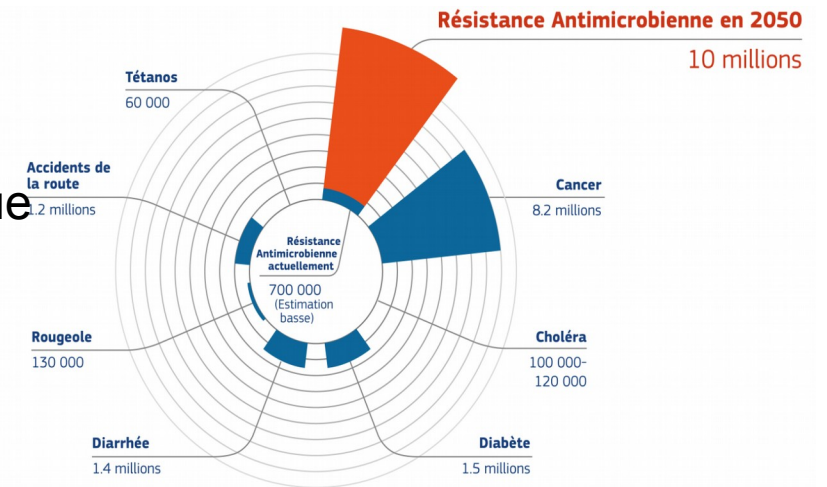 Résistance Antimicrobienne en 2050
10 millions
Tétanos
60 000
Accidents de
la route
ue
1.2 millions
Cancer
8.2 millions
Résistance
Antimicrobienne
actuellement
700 000
(Estimation
basse)
Rougeole
130 000
Choléra
100 000-
120 000
Diarrhée
1.4 millions
Diabète
1.5 millions